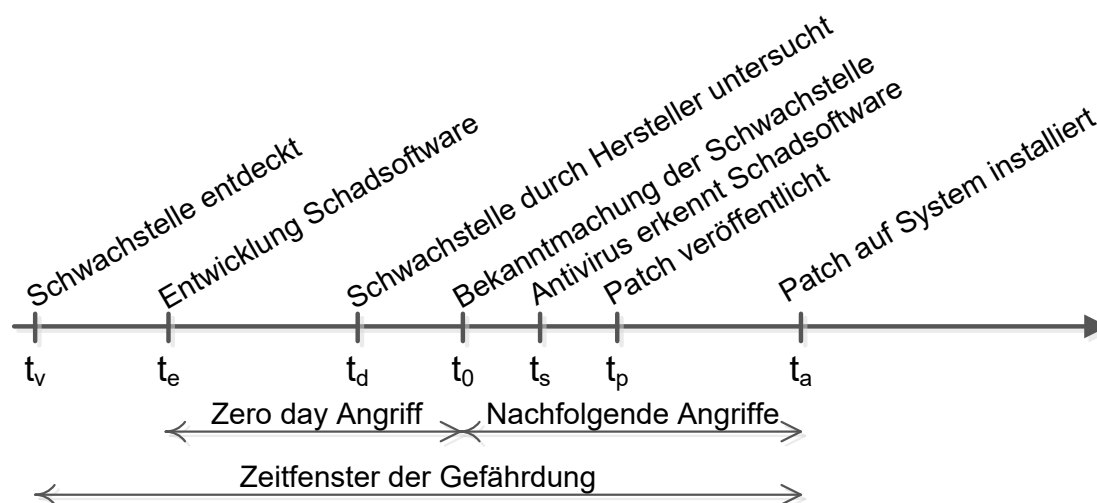 Schwachstelle entdeckt
Entwicklung Schadsoftware
Schwachstelle durch Hersteller untersucht
Bekanntmachung der Schwachstelle
Antivirus erkennt Schadsoftware
Patch veröffentlicht
Patch auf System installiert
tv te td t0 ts tp ta
Zero day Angriff Nachfolgende Angriffe
Zeitfenster der Gefährdung